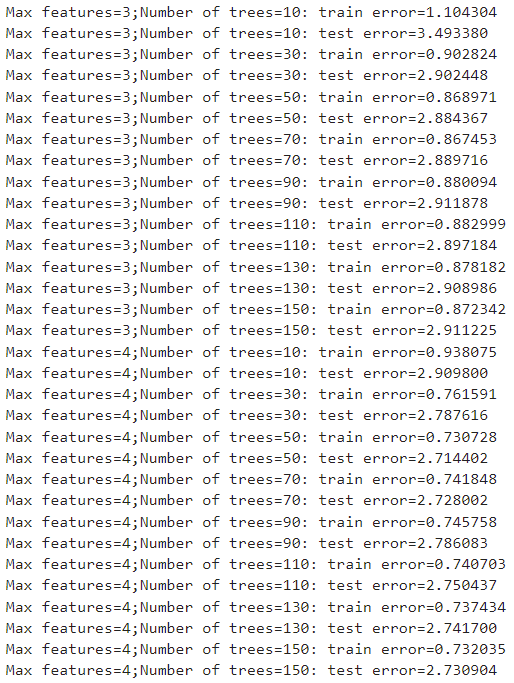 Max features=3;Number of trees=10: train error=1.104304
Max features=3;Number of trees=10: test error=3.493380
Max features=3;Number of trees=30: train error=0.902824
Max features=3;Number of trees=30: test error=2.902448
Max features=3;Number of trees=50: train error=0.868971
Max features=3;Number of trees=50: test error=2.884367
Max features=3;Number of trees=70: train error=0.867453
Max features=3;Number of trees=70: test error=2.889716
Max features=3;Number of trees=90: train error=0.880094
Max features=3;Number of trees=90: test error=2.911878
Max features=3;Number of trees=110: train error=0.882999
Max features=3;Number of trees=110: test error=2.897184
Max features=3;Number of trees=130: train error=0.878182
Max features=3;Number of trees=130: test error=2.908986
Max features=3;Number of trees=150: train error=0.872342
Max features=3;Number of trees=150: test error=2.911225
Max features=4;Number of trees=10: train error=0.938075
Max features=4;Number of trees=10: test error=2.909800
Max features=4;Number of trees=30: train error=0.761591
Max features=4;Number of trees=30: test error=2.787616
Max features=4;Number of trees=50: train error=0.730728
Max features=4;Number of trees=50: test error=2.714402
Max features=4;Number of trees=70: train error=0.741848
Max features=4;Number of trees=70: test error=2.728002
Max features=4;Number of trees=90: train error=0.745758
Max features=4;Number of trees=90: test error=2.786083
Max features=4;Number of trees=110: train error=0.740703
Max features=4;Number of trees=110: test error=2.750437
Max features=4;Number of trees=130: train error=0.737434
Max features=4;Number of trees=130: test error=2.741700
Max features=4;Number of trees=150: train error=0.732035
Max features=4;Number of trees=150: test error=2.730904